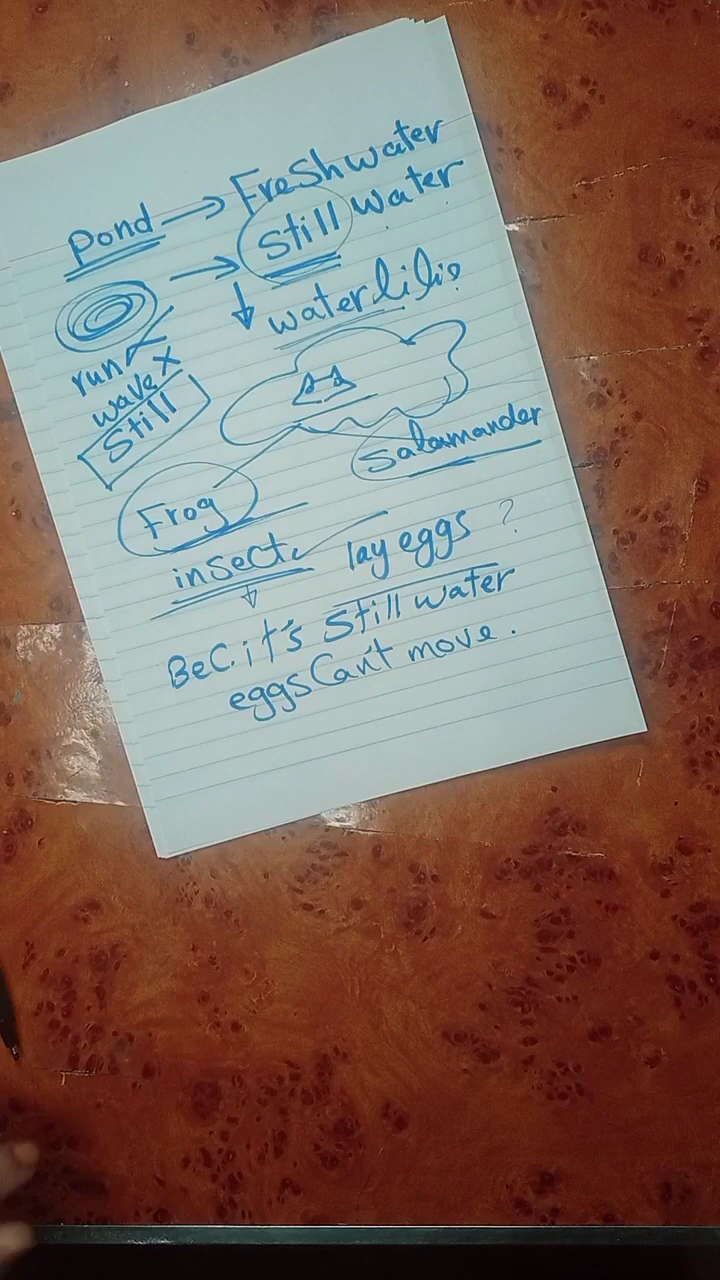 Pond → Freshwater
→ Still water
↓ waterlilie
run
wave x
Still
Salamander
Frog
insect. lay eggs ?
Bec. it's Still water
eggs Can't move.